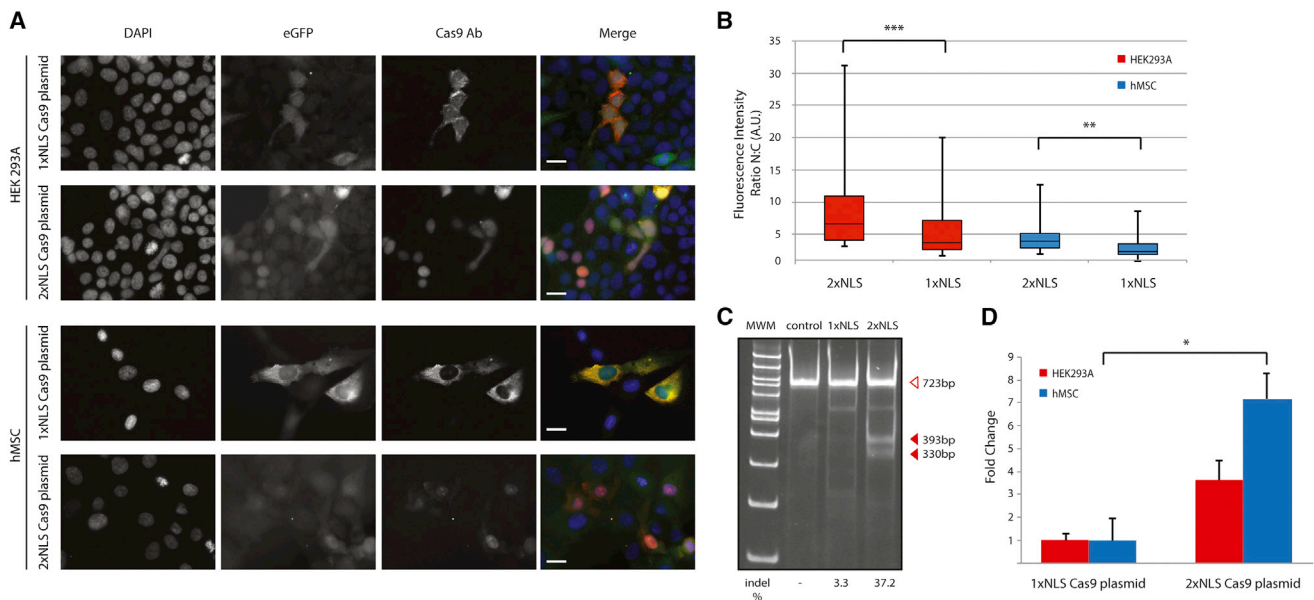 A
DAPI
eGFP
Cas9 Ab
Merge
HEK 293A
1xNLS Cas9 plasmid
2xNLS Cas9 plasmid
hMSC
1xNLS Cas9 plasmid
2xNLS Cas9 plasmid
B
Fluorescence Intensity
Ratio N:C (A.U.)
35
30
25
20
15
10
5
0
***
**
HEK293A
hMSC
2xNLS
1xNLS
2xNLS
1xNLS
C
MWM control 1xNLS 2xNLS
723bp
393bp
330bp
indel - 3.3 37.2
%
D
Fold Change
9
8
7
6
5
4
3
2
1
*
HEK293A
hMSC
1xNLS Cas9 plasmid
2xNLS Cas9 plasmid